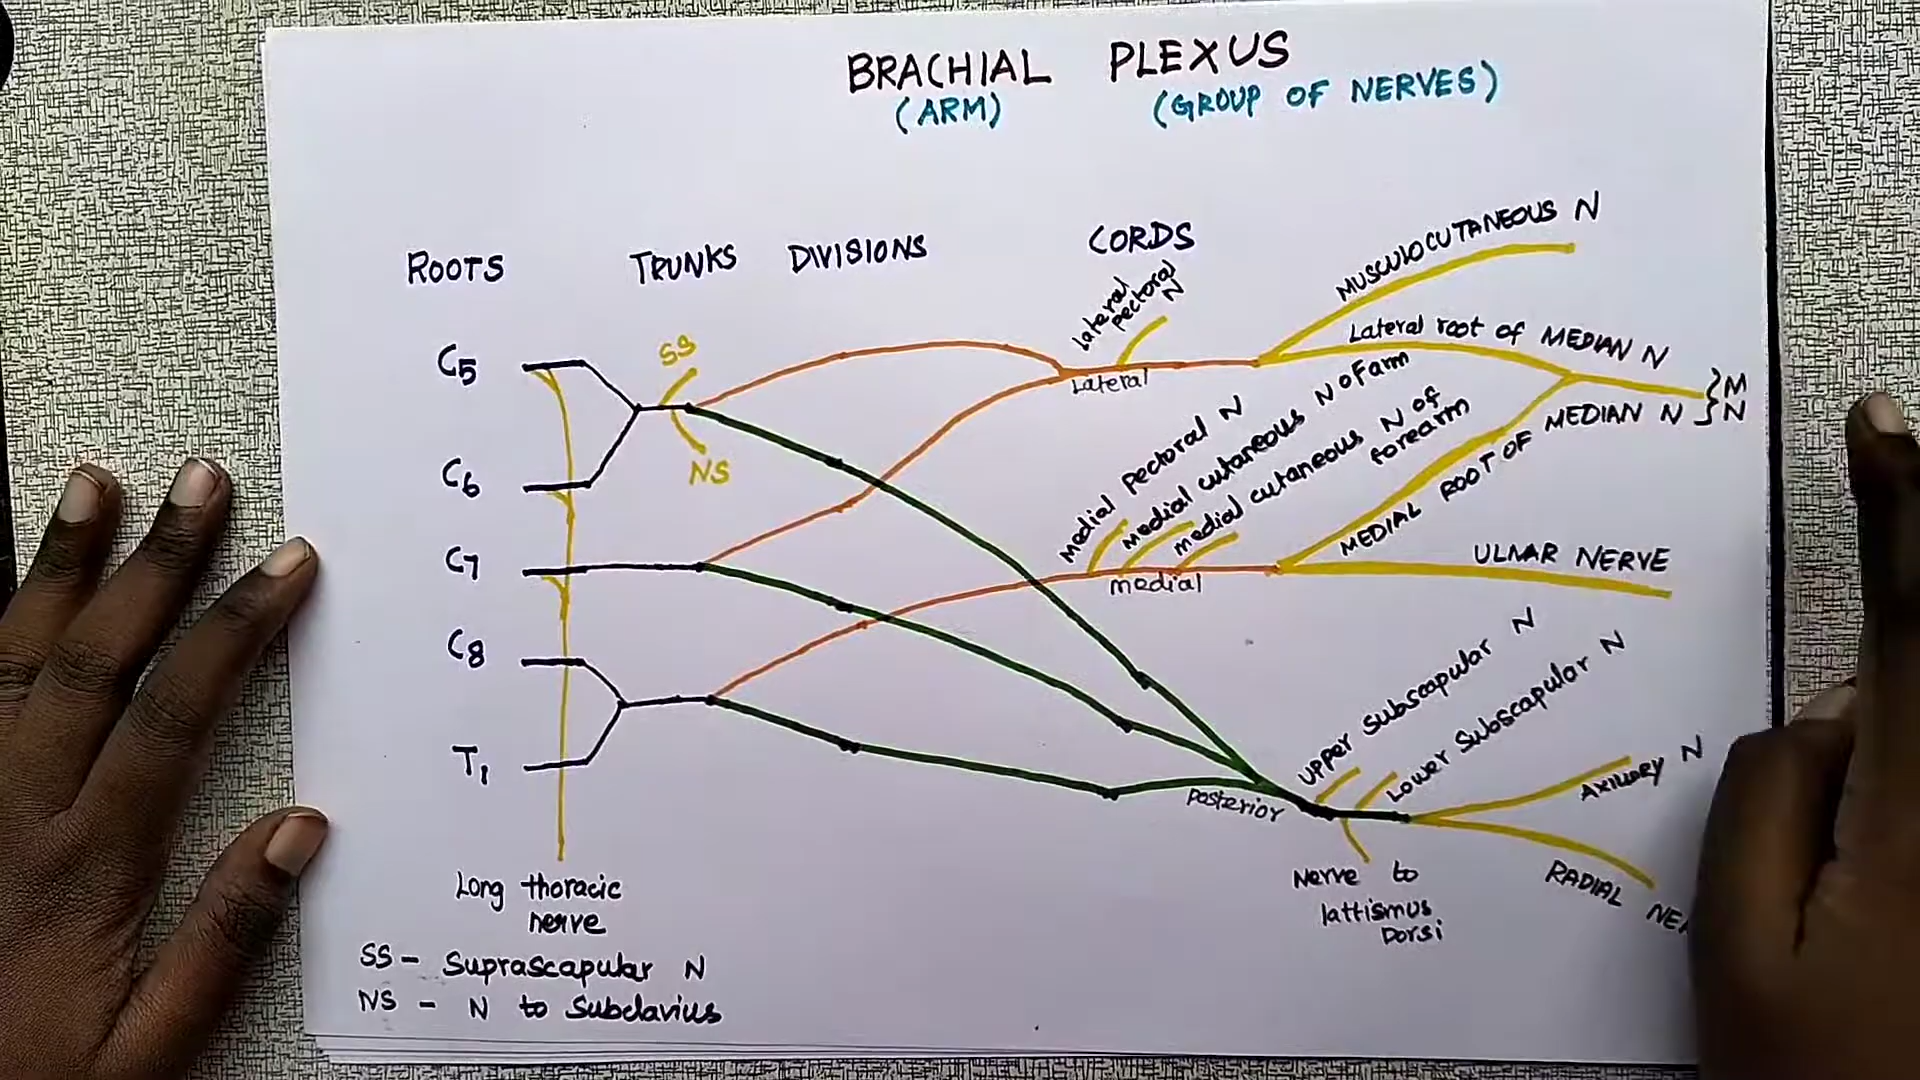 BRACHIAL PLEXUS
(ARM) (GROUP OF NERVES)
ROOTS TRUNKS DIVISIONS CORDS
C5
C6
C7
C8
T1
SS
NS
Long thoracic
nerve
SS - Suprascapular N
NS - N to Subclavius
Lateral
pectoral
N
Lateral
MUSCULOCUTANEOUS N
Lateral root of MEDIAN N
MEDIAL ROOT OF MEDIAN N
M
N
Medial pectoral N
Medial cutaneous N of arm
medial cutaneous N of
forearm
medial
ULNAR NERVE
Upper Subscapular N
Lower Subscapular N
Posterior
AXILLARY N
RADIAL
Nerve to
lattismus
Dorsi